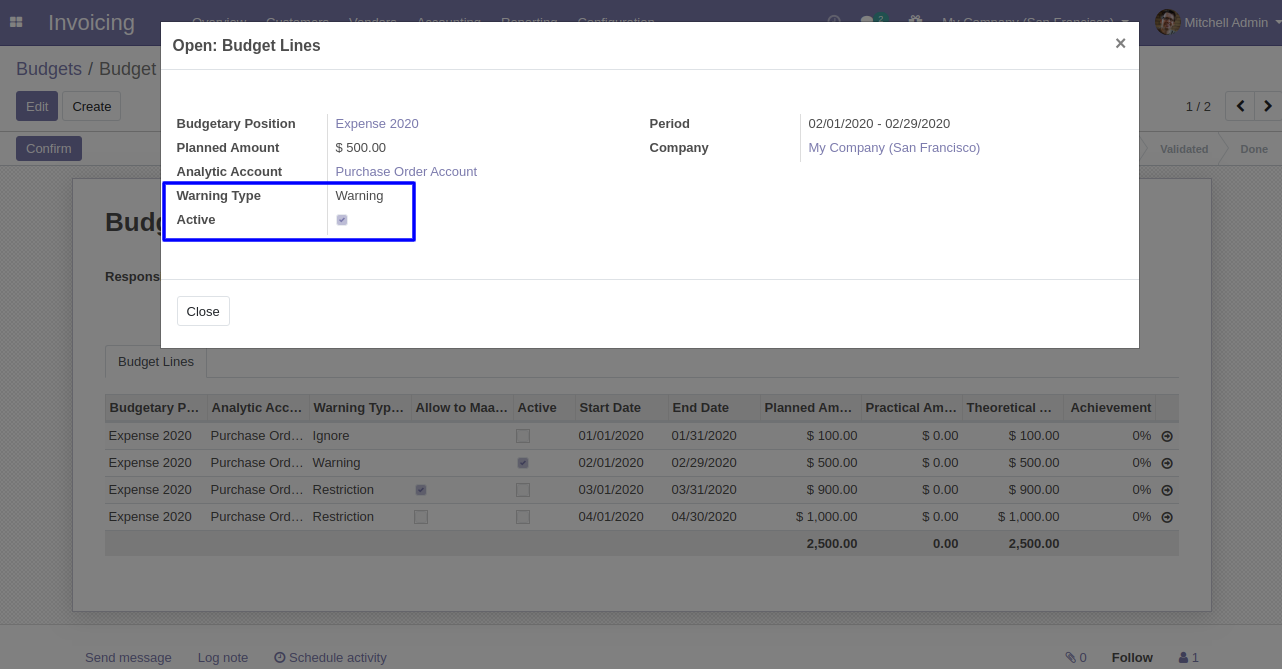 Invoicing
Overview Customers Vendors Accounting Reporting Configuration
2
My Company (San Francisco)
Mitchell Admin
Open: Budget Lines ×
Budgets / Budget
Edit Create
1 / 2
Confirm
Validated Done
Budgetary Position Expense 2020
Planned Amount $ 500.00
Analytic Account Purchase Order Account
Warning Type Warning
Active
Period 02/01/2020 - 02/29/2020
Company My Company (San Francisco)
Close
Budget Lines
Budgetary P... Analytic Acc... Warning Typ... Allow to Maa... Active Start Date End Date Planned Am... Practical Am... Theoretical ... Achievement
Expense 2020 Purchase Ord... Ignore 01/01/2020 01/31/2020 $ 100.00 $ 0.00 $ 100.00 0%
Expense 2020 Purchase Ord... Warning 02/01/2020 02/29/2020 $ 500.00 $ 0.00 $ 500.00 0%
Expense 2020 Purchase Ord... Restriction 03/01/2020 03/31/2020 $ 900.00 $ 0.00 $ 900.00 0%
Expense 2020 Purchase Ord... Restriction 04/01/2020 04/30/2020 $ 1,000.00 $ 0.00 $ 1,000.00 0%
2,500.00 0.00 2,500.00
Send message Log note Schedule activity
0 Follow 1